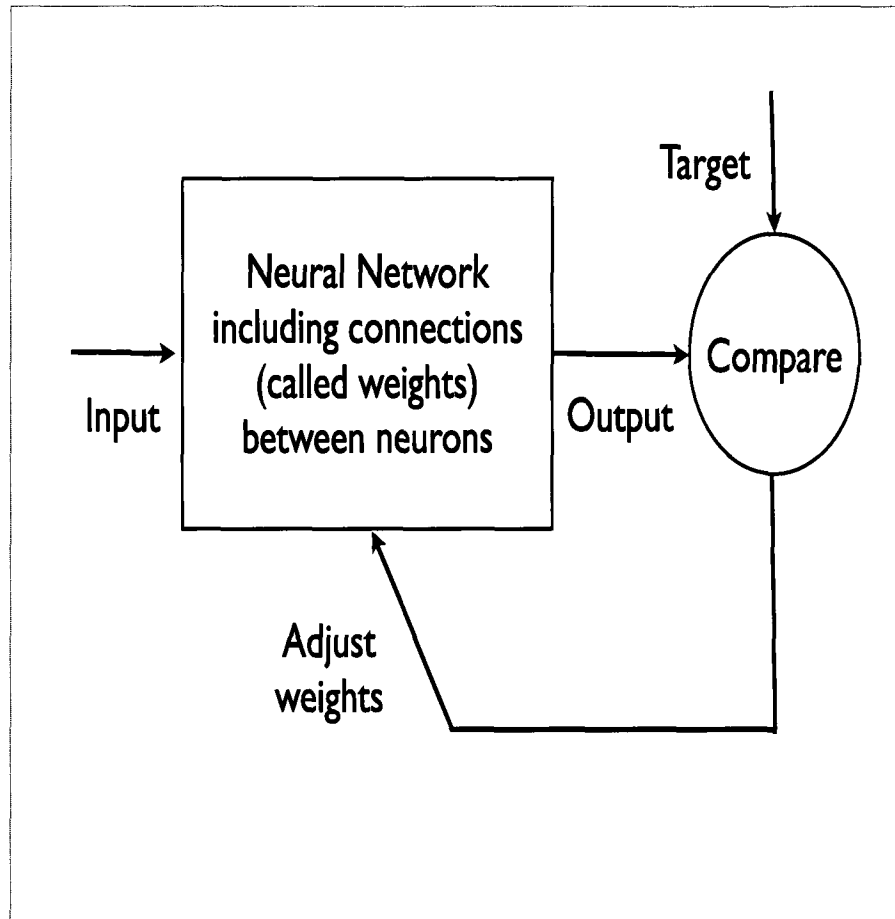 Target
Neural Network
including connections
(called weights)
between neurons
Compare
Input
Output
Adjust
weights